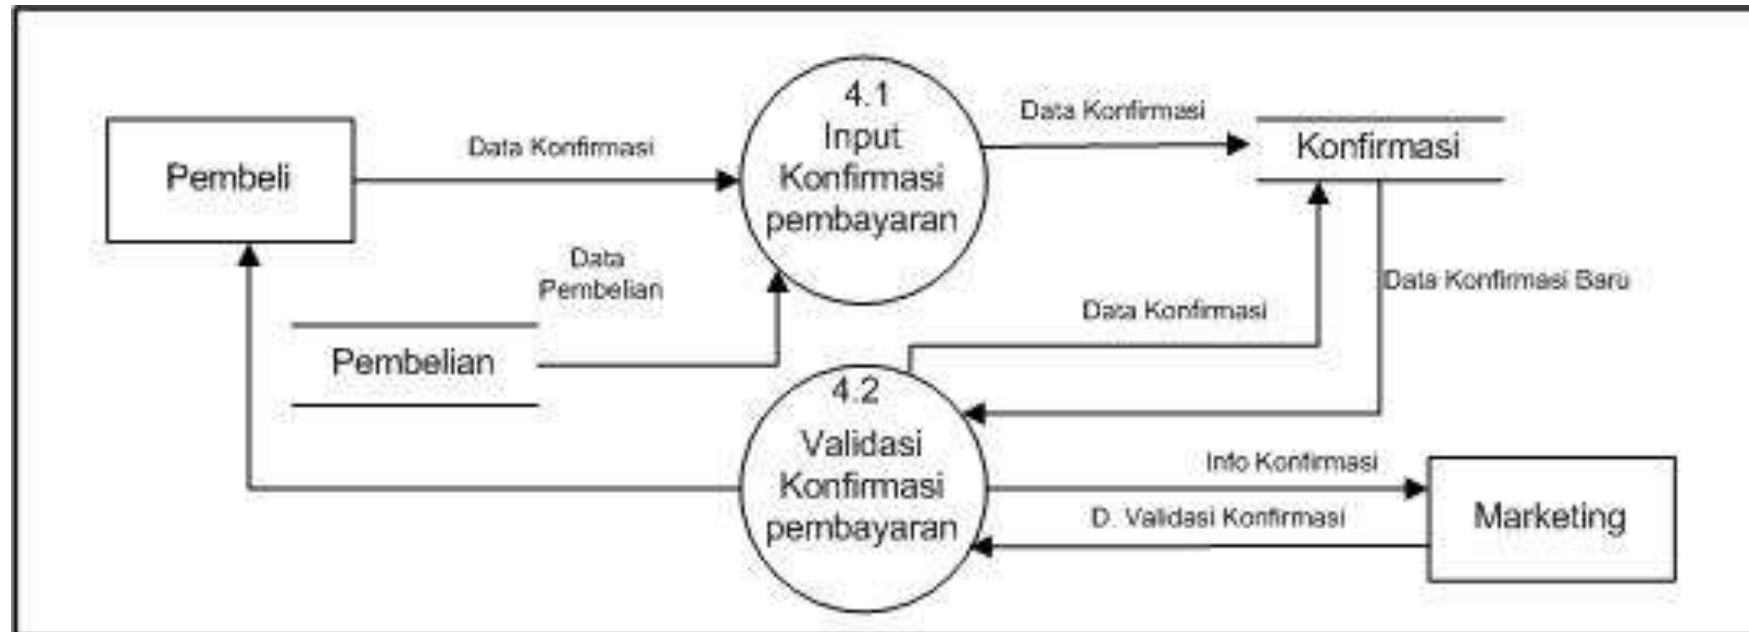 4.1
Input
Konfirmasi
pembayaran
Data Konfirmasi
Konfirmasi
Pembeli
Data Konfirmasi
Data
Pembelian
Data Konfirmasi Baru
Data Konfirmasi
Pembelian
4.2
Validasi
Konfirmasi
pembayaran
Info Konfirmasi
D. Validasi Konfirmasi
Marketing